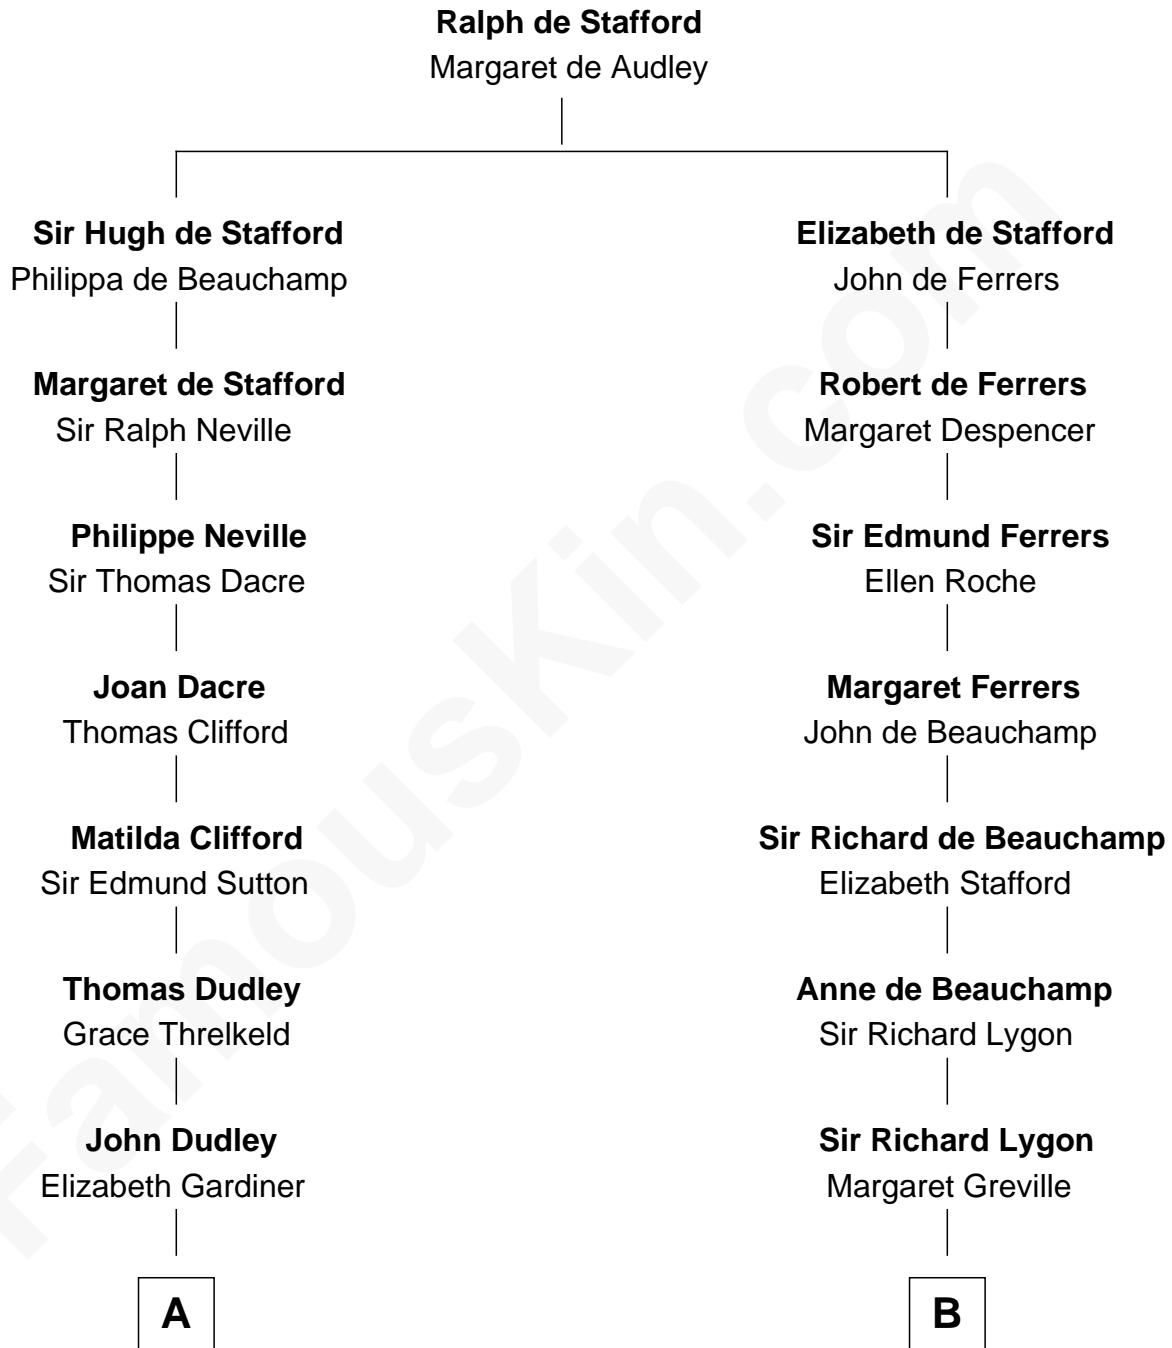 Ralph de Stafford
Margaret de Audley
Sir Hugh de Stafford
Philippa de Beauchamp
Elizabeth de Stafford
John de Ferrers
Margaret de Stafford
Sir Ralph Neville
Robert de Ferrers
Margaret Despencer
Philippe Neville
Sir Thomas Dacre
Sir Edmund Ferrers
Ellen Roche
Joan Dacre
Thomas Clifford
Margaret Ferrers
John de Beauchamp
Matilda Clifford
Sir Edmund Sutton
Sir Richard de Beauchamp
Elizabeth Stafford
Thomas Dudley
Grace Threlkeld
Anne de Beauchamp
Sir Richard Lygon
John Dudley
Elizabeth Gardiner
Sir Richard Lygon
Margaret Greville
A
B
FamousKin.com